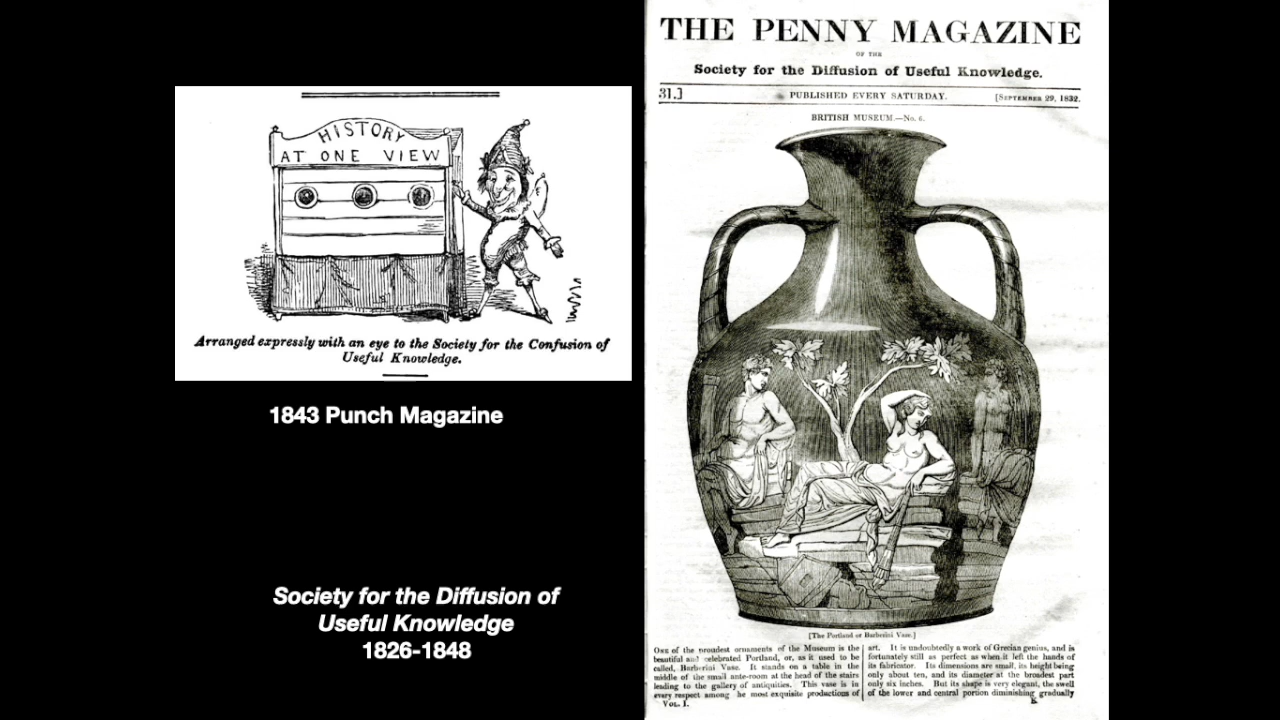 HISTORY
AT ONE VIEW
Arranged expressly with an eye to the Society for the Confusion of
Useful Knowledge.
1843 Punch Magazine
Society for the Diffusion of
Useful Knowledge
1826-1848
THE PENNY MAGAZINE
OF THE
Society for the Diffusion of Useful Knowledge.
31.] PUBLISHED EVERY SATURDAY. [SEPTEMBER 29, 1832.
BRITISH MUSEUM.—No. 6.
[The Portland or Barberini Vase.]
ONE of the proudest ornaments of the Museum is the
beautiful and celebrated Portland, or, as it used to be
called, Barberini Vase. It stands on a table in the
middle of the small ante-room at the head of the stairs
leading to the gallery of antiquities. This vase is in
every respect among he most exquisite productions of
VOL. I.
art. It is undoubtedly a work of Grecian genius, and is
fortunately still as perfect as when it left the hands of
its fabricator. Its dimensions are small, its height being
only about ten, and its diameter at the broadest part
only six inches. But its shape is very elegant, the swell
of the lower and central portion diminishing gradually